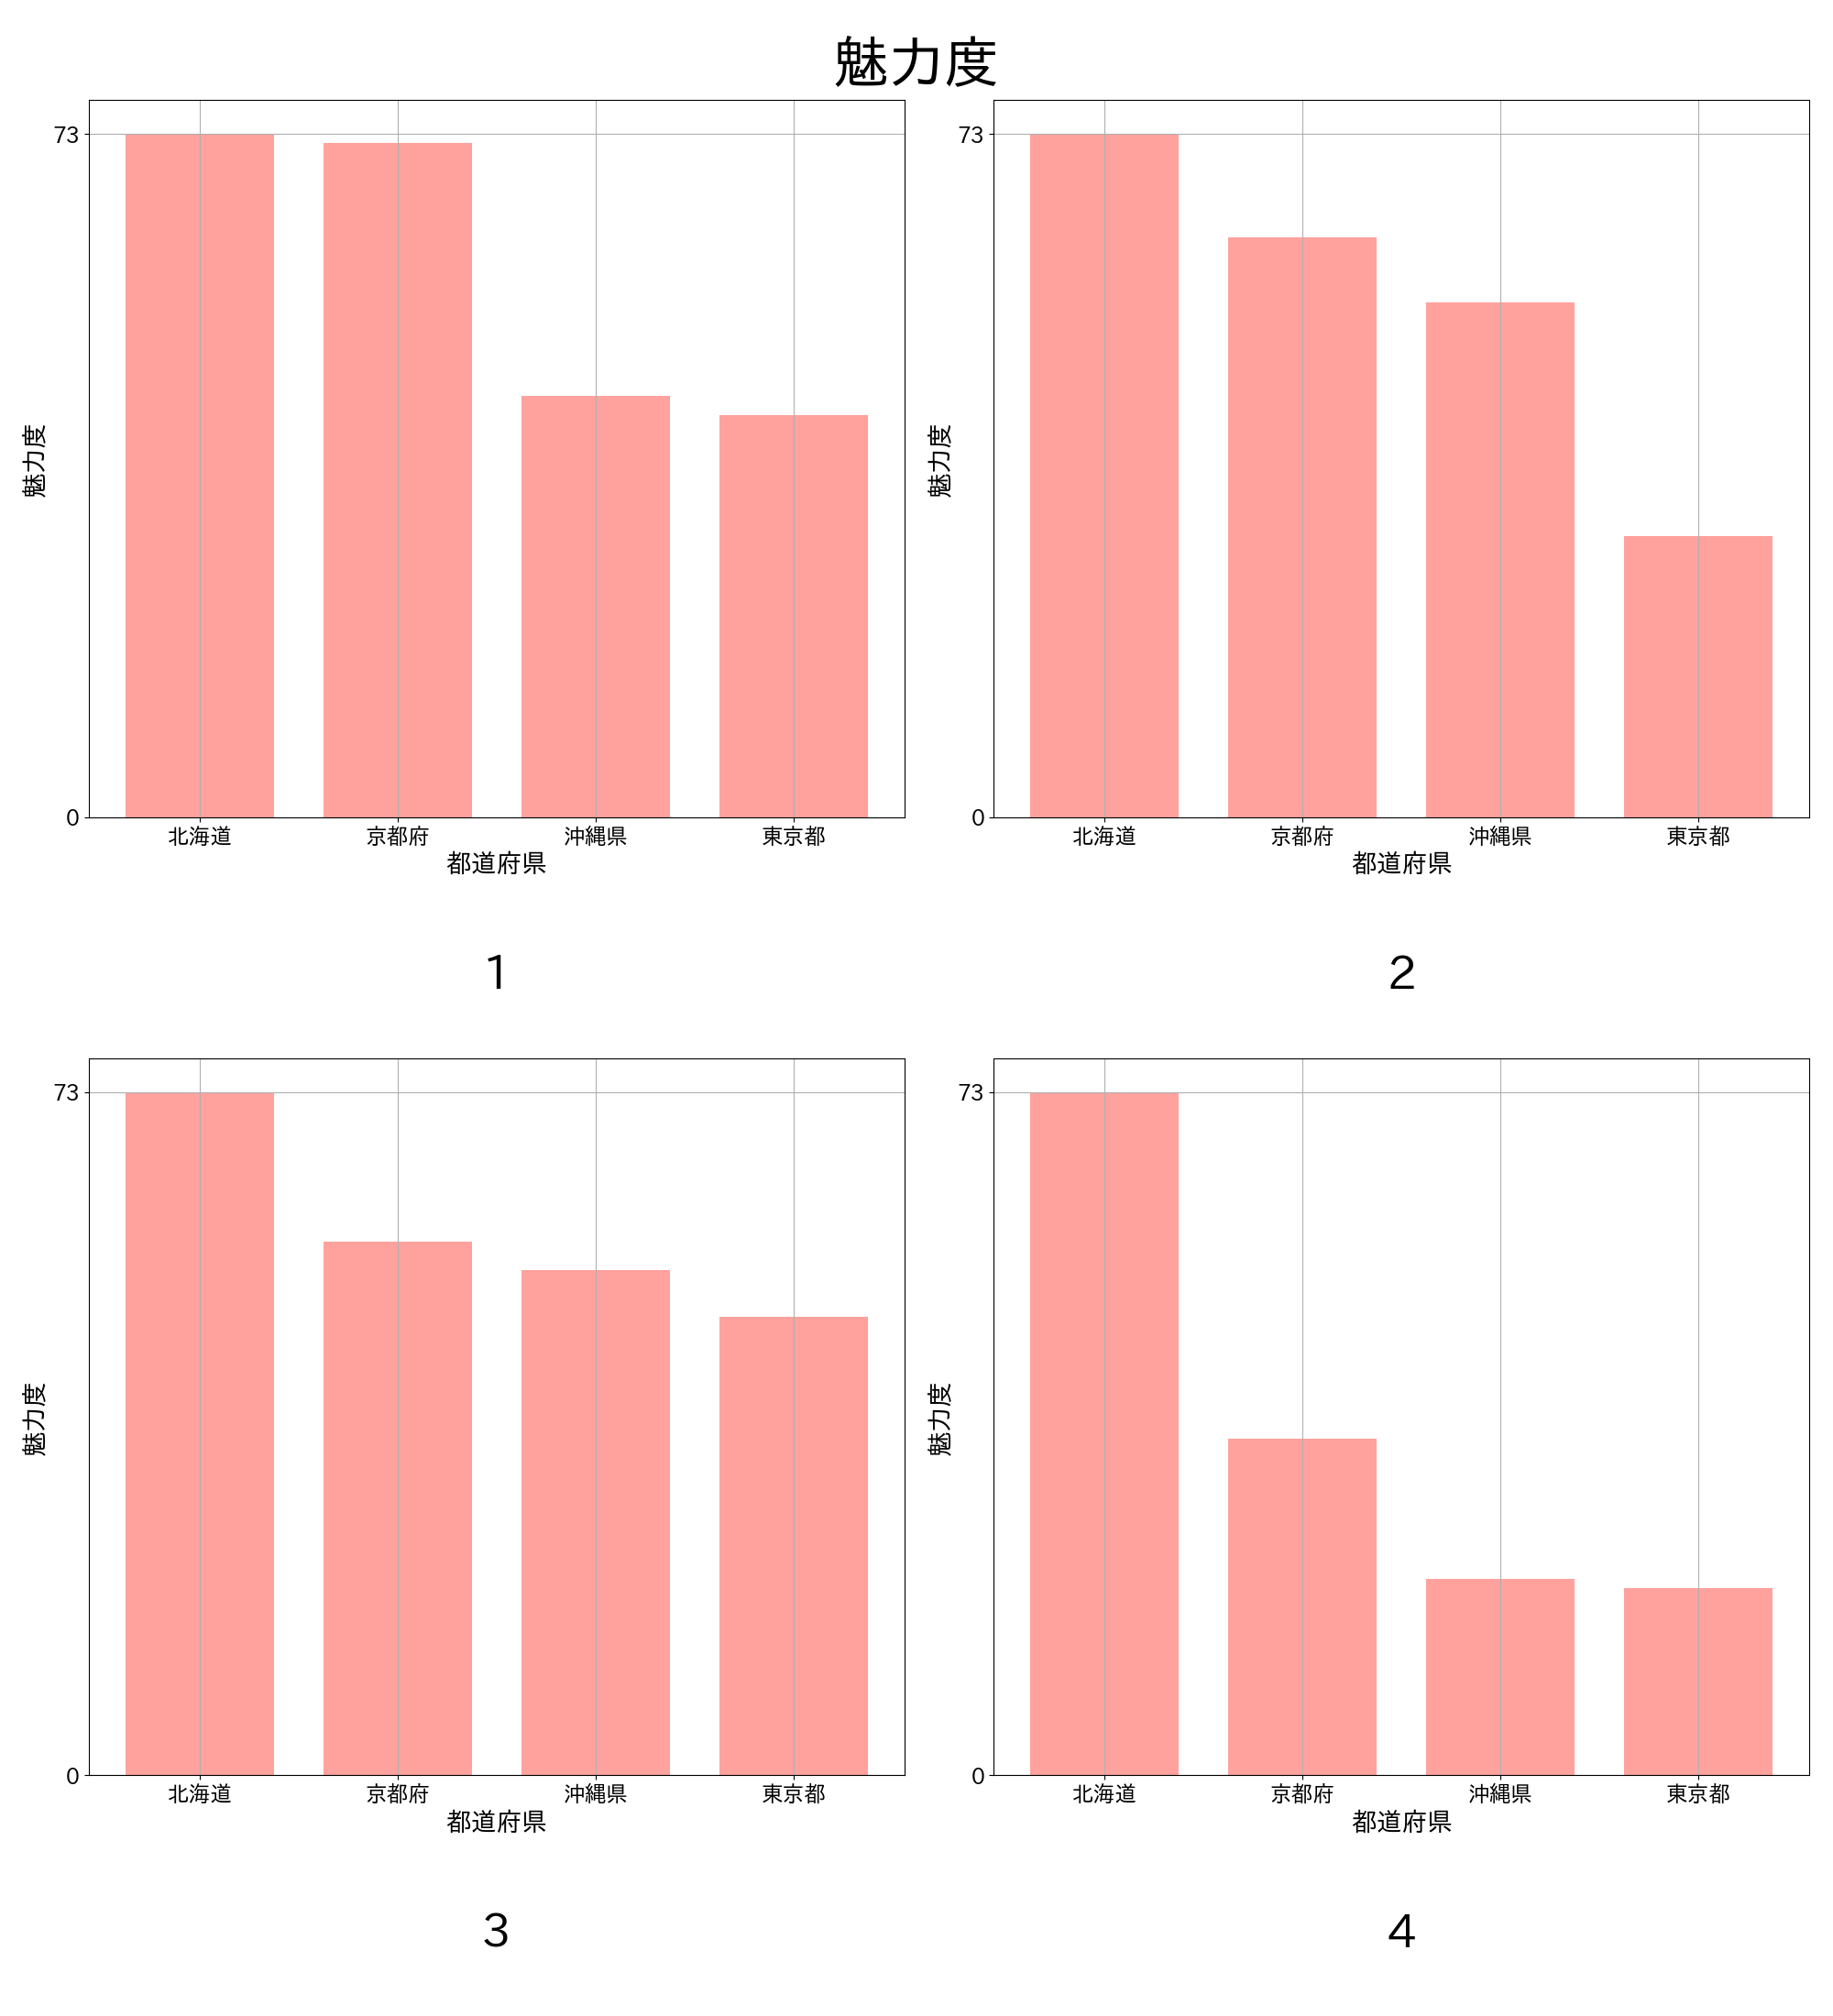 魅力度
73
0
魅力度
北海道 京都府 沖縄県 東京都
都道府県
1
73
0
魅力度
北海道 京都府 沖縄県 東京都
都道府県
2
73
0
魅力度
北海道 京都府 沖縄県 東京都
都道府県
3
73
0
魅力度
北海道 京都府 沖縄県 東京都
都道府県
4